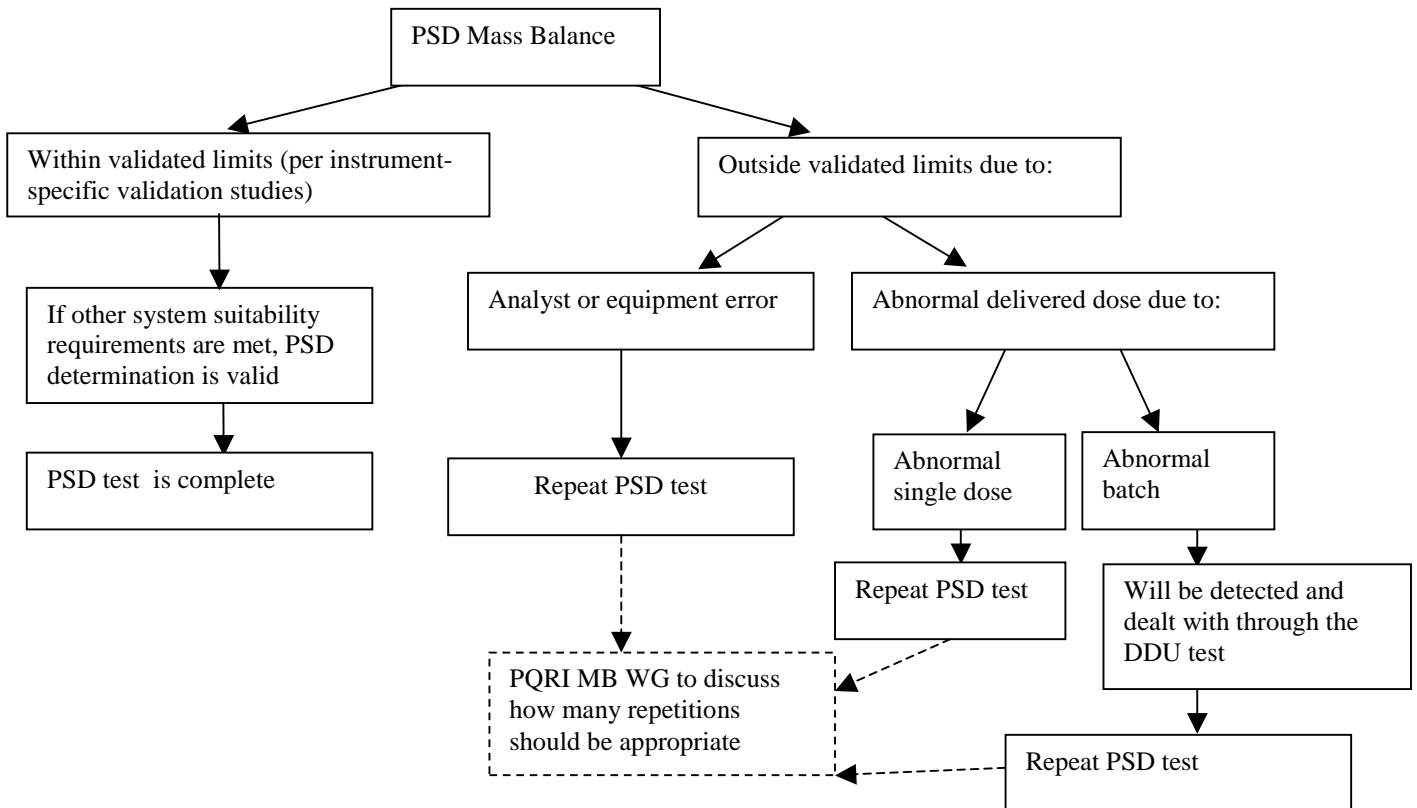 PSD Mass Balance
Within validated limits (per instrument-
specific validation studies)
Outside validated limits due to:
If other system suitability
requirements are met, PSD
determination is valid
Analyst or equipment error
Abnormal delivered dose due to:
PSD test is complete
Repeat PSD test
Abnormal
single dose
Abnormal
batch
Repeat PSD test
Will be detected and
dealt with through the
DDU test
PQRI MB WG to discuss
how many repetitions
should be appropriate
Repeat PSD test